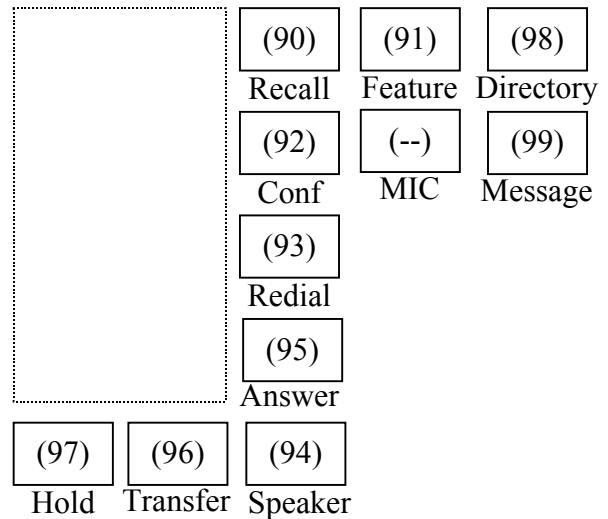 (90) (91) (98)
Recall Feature Directory
(92) (--) (99)
Conf MIC Message
(93)
Redial
(95)
Answer
(97) (96) (94)
Hold Transfer Speaker